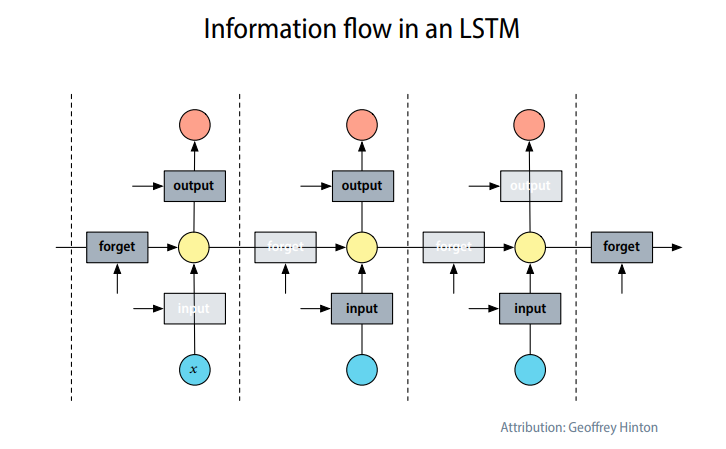 Information flow in an LSTM
output output output
forget forget forget forget
input input input
x
Attribution: Geoffrey Hinton